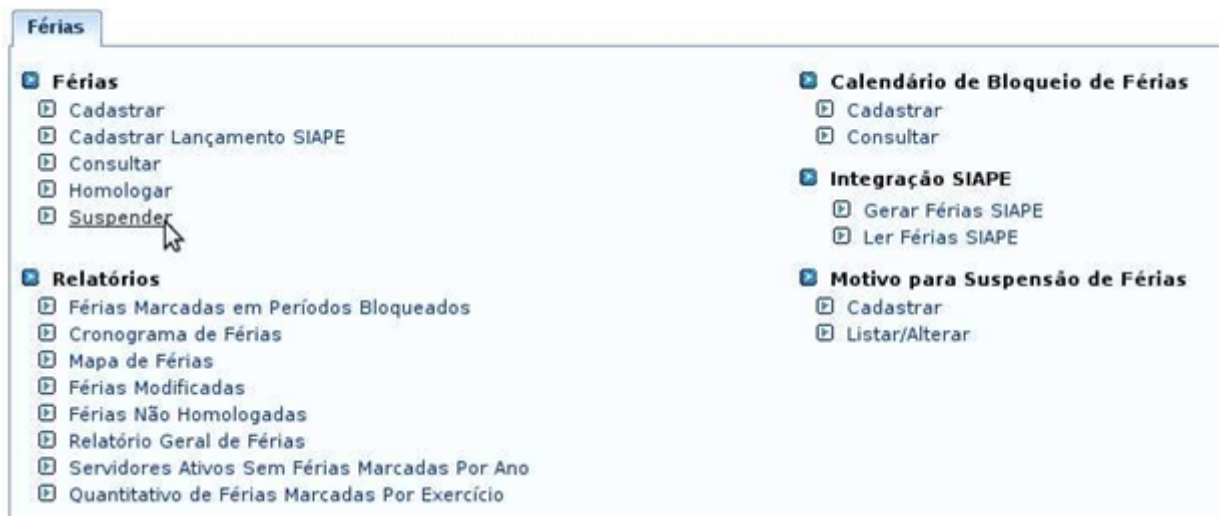 Férias
Férias
Cadastrar
Cadastrar Lançamento SIAPE
Consultar
Homologar
Suspender
Relatórios
Férias Marcadas em Períodos Bloqueados
Cronograma de Férias
Mapa de Férias
Férias Modificadas
Férias Não Homologadas
Relatório Geral de Férias
Servidores Ativos Sem Férias Marcadas Por Ano
Quantitativo de Férias Marcadas Por Exercício
Calendário de Bloqueio de Férias
Cadastrar
Consultar
Integração SIAPE
Gerar Férias SIAPE
Ler Férias SIAPE
Motivo para Suspensão de Férias
Cadastrar
Listar/Alterar